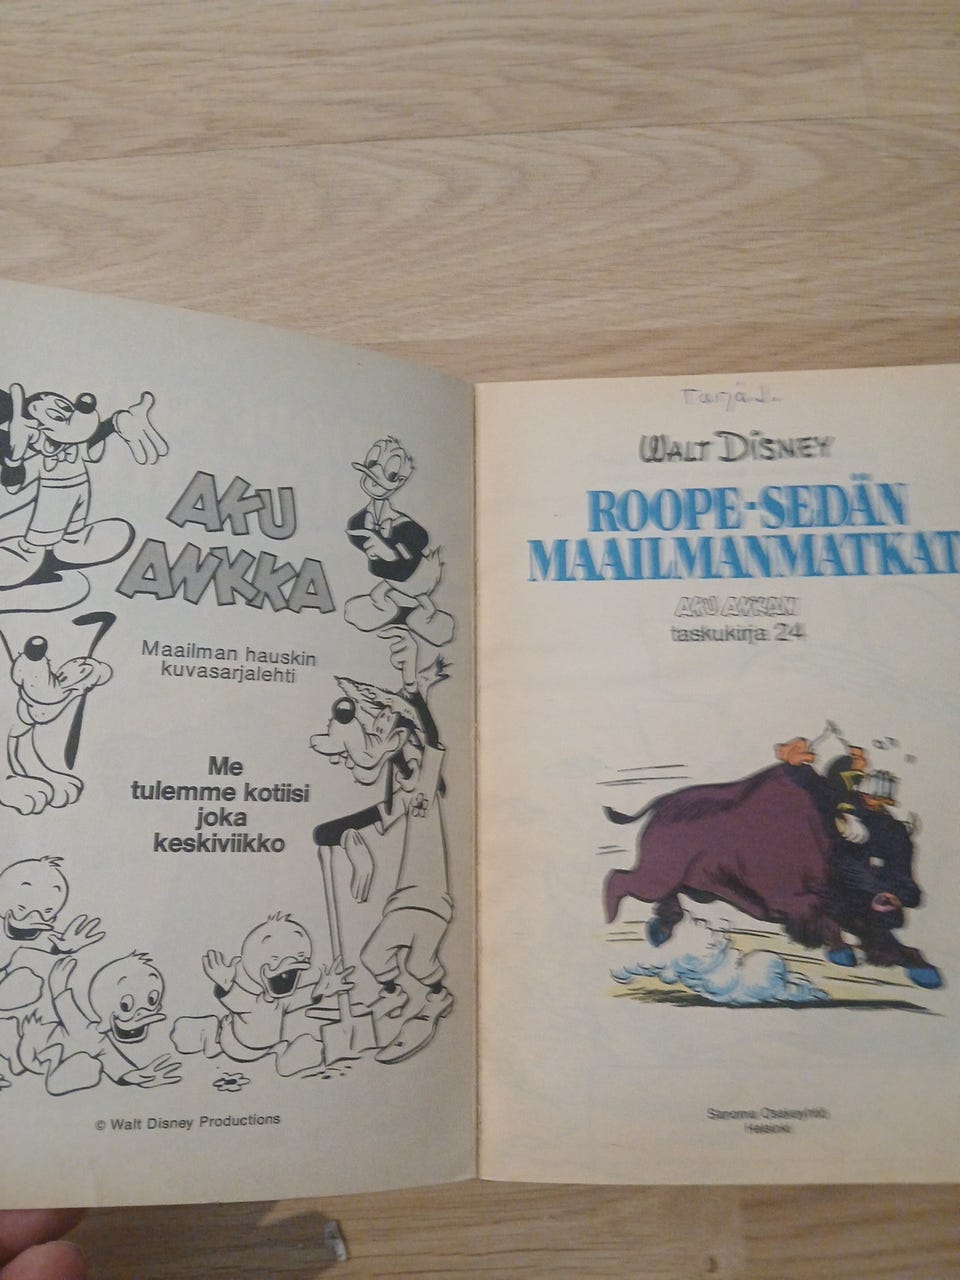 AKU
ANKKA
Maailman hauskin
kuvasarjalehti
Me
tulemme kotiisi
joka
keskiviikko
© Walt Disney Productions
WALT DISNEY
ROOPE-SEDÄN
MAAILMANMATKAT
AKU ANKAN
taskukirja 24
Sanoma Osakeyhtiö
Helsinki